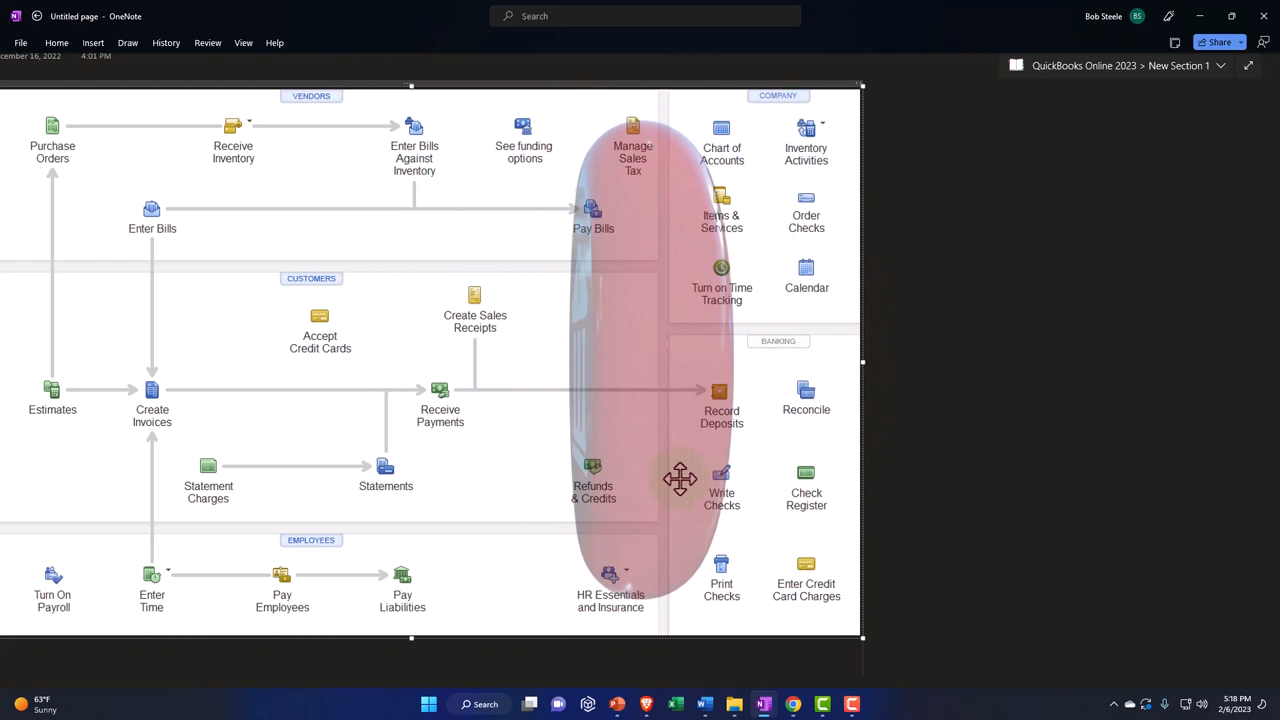 Untitled page - OneNote
Search
Bob Steele
BS
File
Home
Insert
Draw
History
Review
View
Help
Share
cember 16, 2022
4:01 PM
QuickBooks Online 2023 > New Section 1
VENDORS
COMPANY
Purchase
Orders
Receive
Inventory
Enter Bills
Against
Inventory
See funding
options
Manage
Sales
Tax
Chart of
Accounts
Inventory
Activities
Enter Bills
Pay Bills
Items &
Services
Order
Checks
CUSTOMERS
Turn on Time
Tracking
Calendar
Create Sales
Receipts
Accept
Credit Cards
BANKING
Estimates
Create
Invoices
Receive
Payments
Record
Deposits
Reconcile
Statement
Charges
Statements
Refunds
& Credits
Write
Checks
Check
Register
EMPLOYEES
Turn On
Payroll
Enter
Time
Pay
Employees
Pay
Liabilities
HR Essentials
and Insurance
Print
Checks
Enter Credit
Card Charges
63°F
Sunny
Search
5:18 PM
2/6/2023